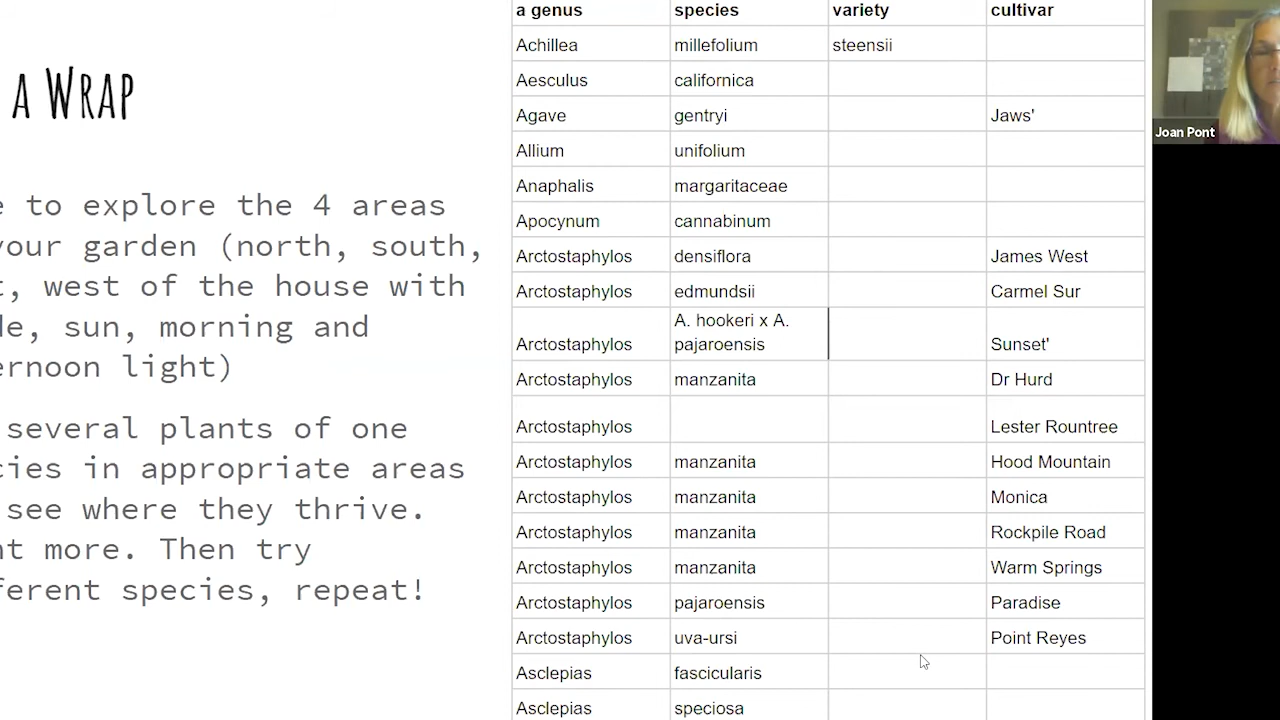 a Wrap
e to explore the 4 areas
your garden (north, south,
t, west of the house with
de, sun, morning and
ernoon light)
several plants of one
cies in appropriate areas
see where they thrive.
nt more. Then try
ferent species, repeat!
a genus species variety cultivar
Achillea millefolium steensii
Aesculus californica
Agave gentryi Jaws'
Allium unifolium
Anaphalis margaritaceae
Apocynum cannabinum
Arctostaphylos densiflora James West
Arctostaphylos edmundsii Carmel Sur
A. hookeri x A.
Arctostaphylos pajaroensis Sunset'
Arctostaphylos manzanita Dr Hurd
Arctostaphylos Lester Rountree
Arctostaphylos manzanita Hood Mountain
Arctostaphylos manzanita Monica
Arctostaphylos manzanita Rockpile Road
Arctostaphylos manzanita Warm Springs
Arctostaphylos pajaroensis Paradise
Arctostaphylos uva-ursi Point Reyes
Asclepias fascicularis
Asclepias speciosa
Joan Pont